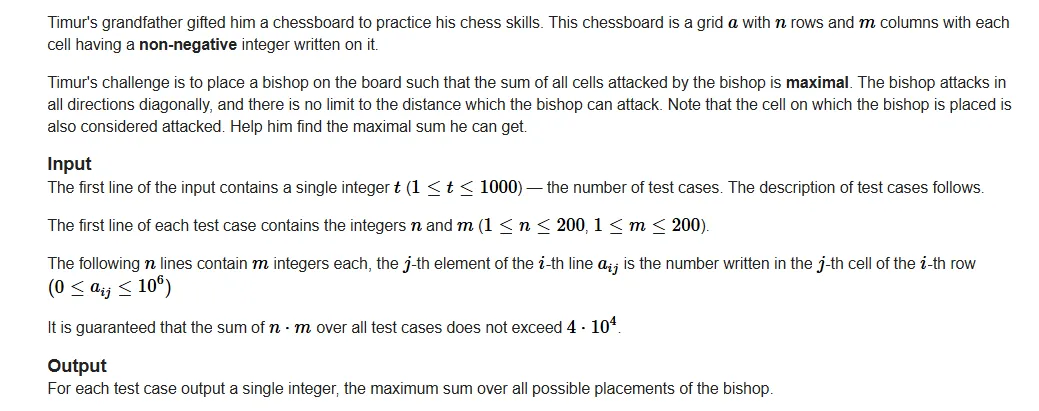 Timur's grandfather gifted him a chessboard to practice his chess skills. This chessboard is a grid a with n rows and m columns with each
cell having a non-negative integer written on it.
Timur's challenge is to place a bishop on the board such that the sum of all cells attacked by the bishop is maximal. The bishop attacks in
all directions diagonally, and there is no limit to the distance which the bishop can attack. Note that the cell on which the bishop is placed is
also considered attacked. Help him find the maximal sum he can get.
Input
The first line of the input contains a single integer t (1 ≤ t ≤ 1000) — the number of test cases. The description of test cases follows.
The first line of each test case contains the integers n and m (1 ≤ n ≤ 200, 1 ≤ m ≤ 200).
The following n lines contain m integers each, the j-th element of the i-th line a_{ij} is the number written in the j-th cell of the i-th row
(0 ≤ a_{ij} ≤ 10^6)
It is guaranteed that the sum of n · m over all test cases does not exceed 4 · 10^4.
Output
For each test case output a single integer, the maximum sum over all possible placements of the bishop.